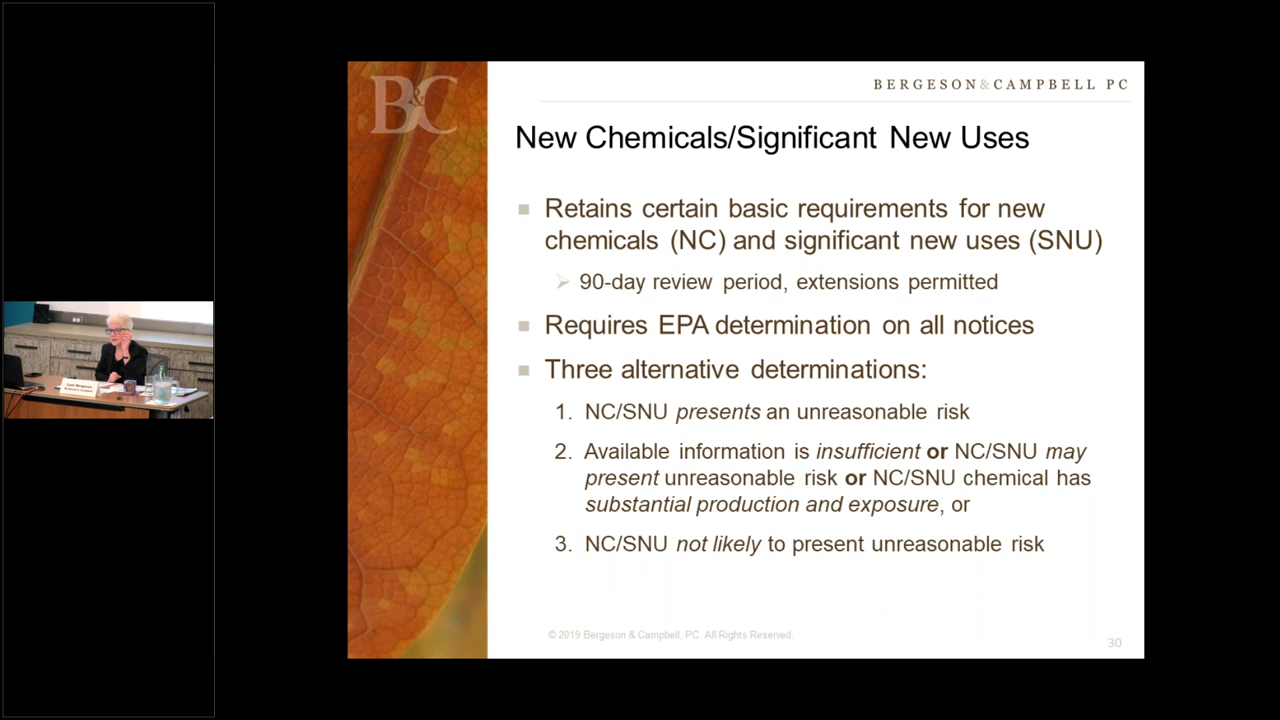 B&C
BERGESON&CAMPBELL PC
New Chemicals/Significant New Uses
Retains certain basic requirements for new
chemicals (NC) and significant new uses (SNU)
90-day review period, extensions permitted
Requires EPA determination on all notices
Three alternative determinations:
1. NC/SNU presents an unreasonable risk
2. Available information is insufficient or NC/SNU may
present unreasonable risk or NC/SNU chemical has
substantial production and exposure, or
3. NC/SNU not likely to present unreasonable risk
© 2019 Bergeson & Campbell, PC. All Rights Reserved.
30
Lynn Bergeson